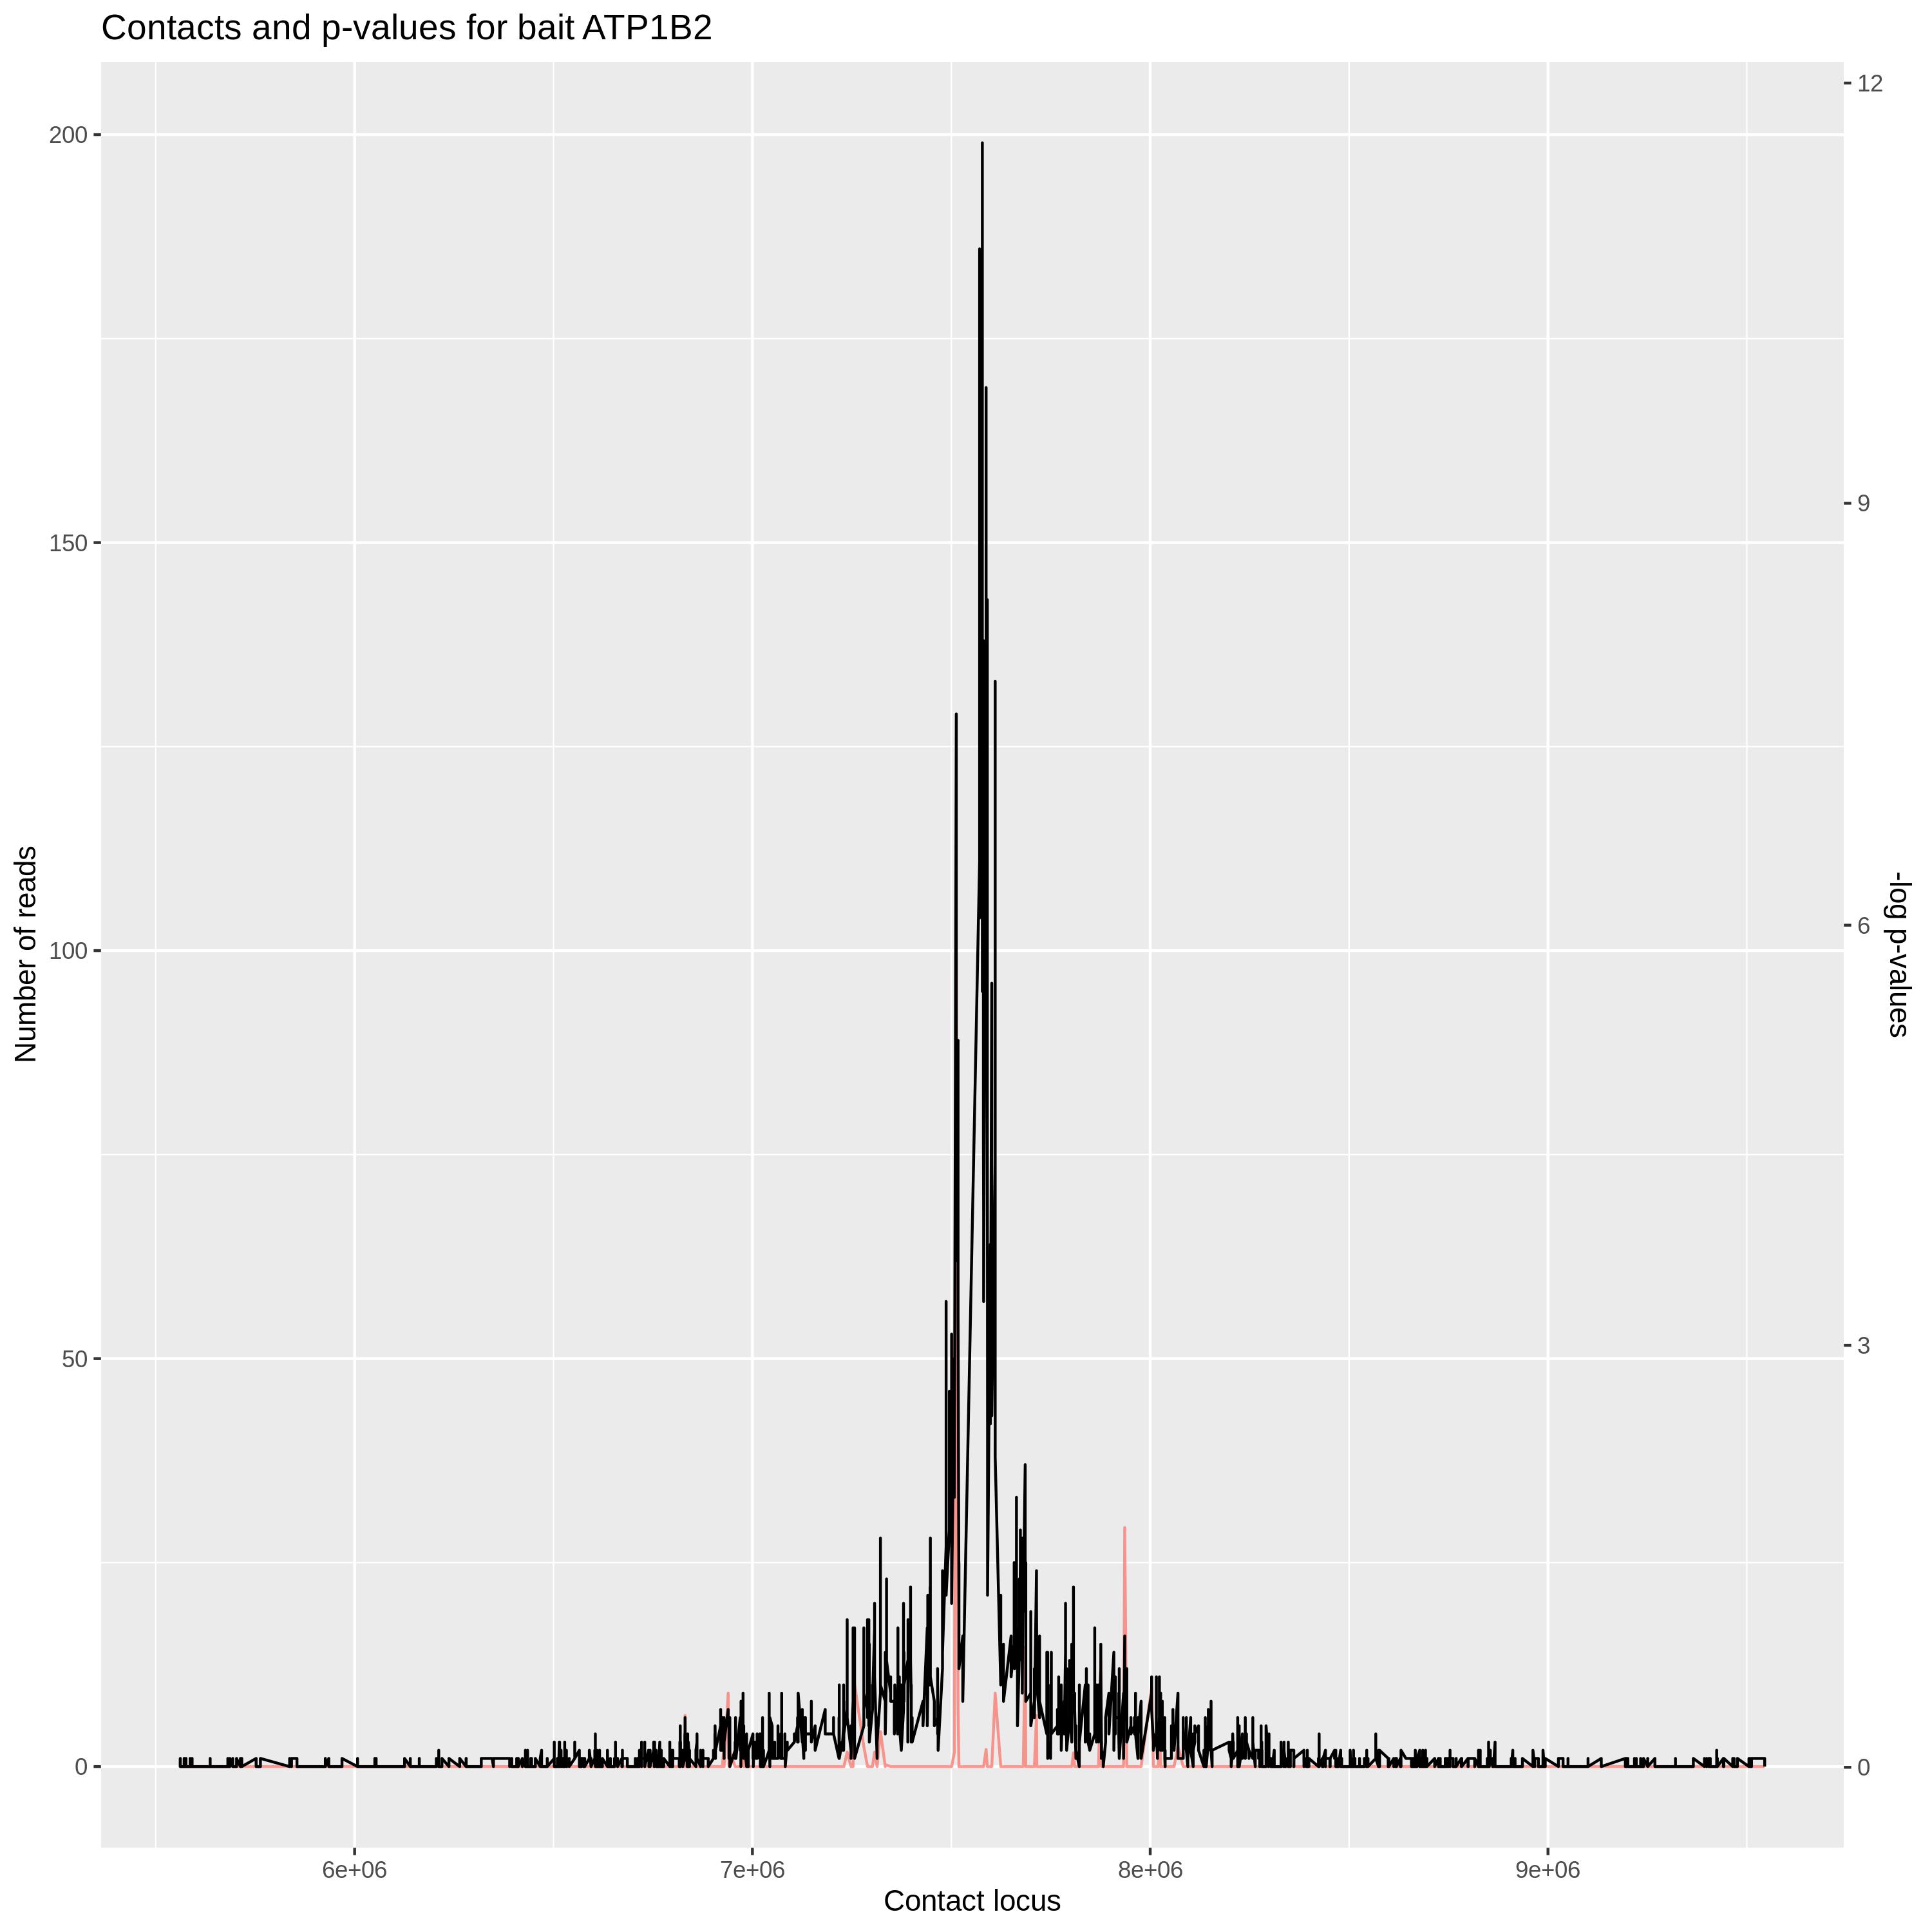 Contacts and p-values for bait ATP1B2
200
150
100
50
0
12
9
6
3
0
Number of reads
-log p-values
6e+06
7e+06
8e+06
9e+06
Contact locus